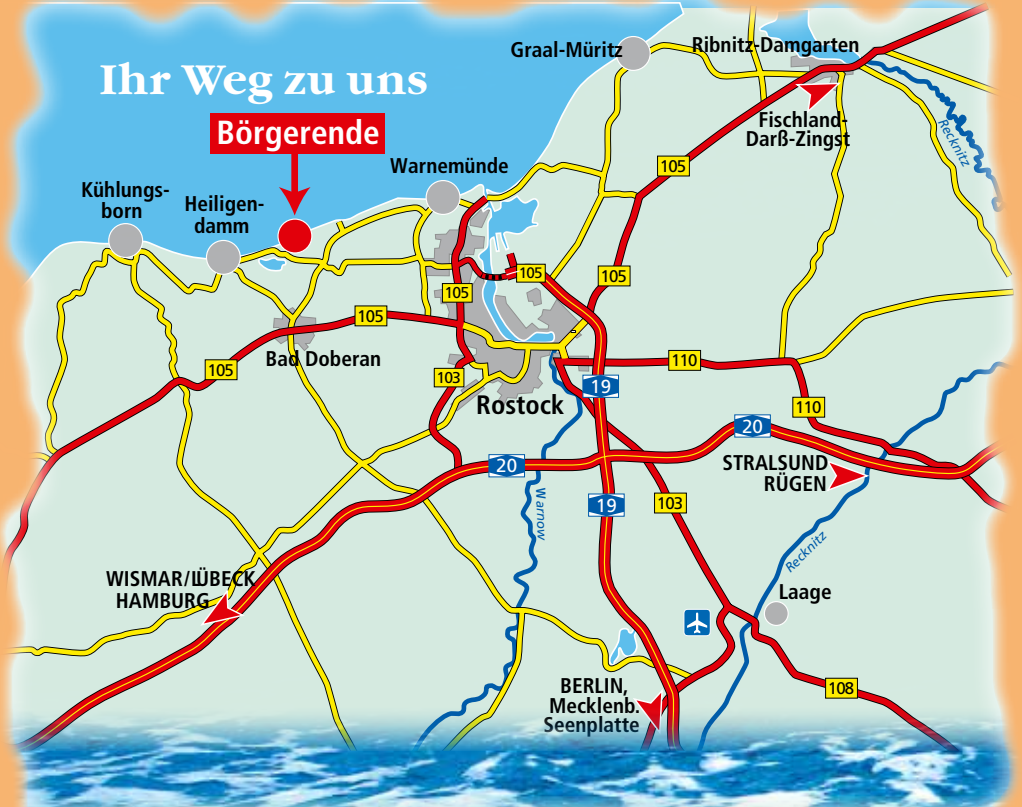 Graal-Müritz
Ribnitz-Damgarten
Ihr Weg zu uns
Börgerende
Fischland-
Darß-Zingst
Recknitz
Warnemünde
105
Kühlungs-
born
Heiligen-
damm
105
105
105
105
105
110
105
Bad Doberan
103
19
Rostock
110
20
20
STRALSUND
RÜGEN
19
103
Warnow
Recknitz
WISMAR/LÜBECK
HAMBURG
Laage
BERLIN,
Mecklenb.
Seenplatte
108